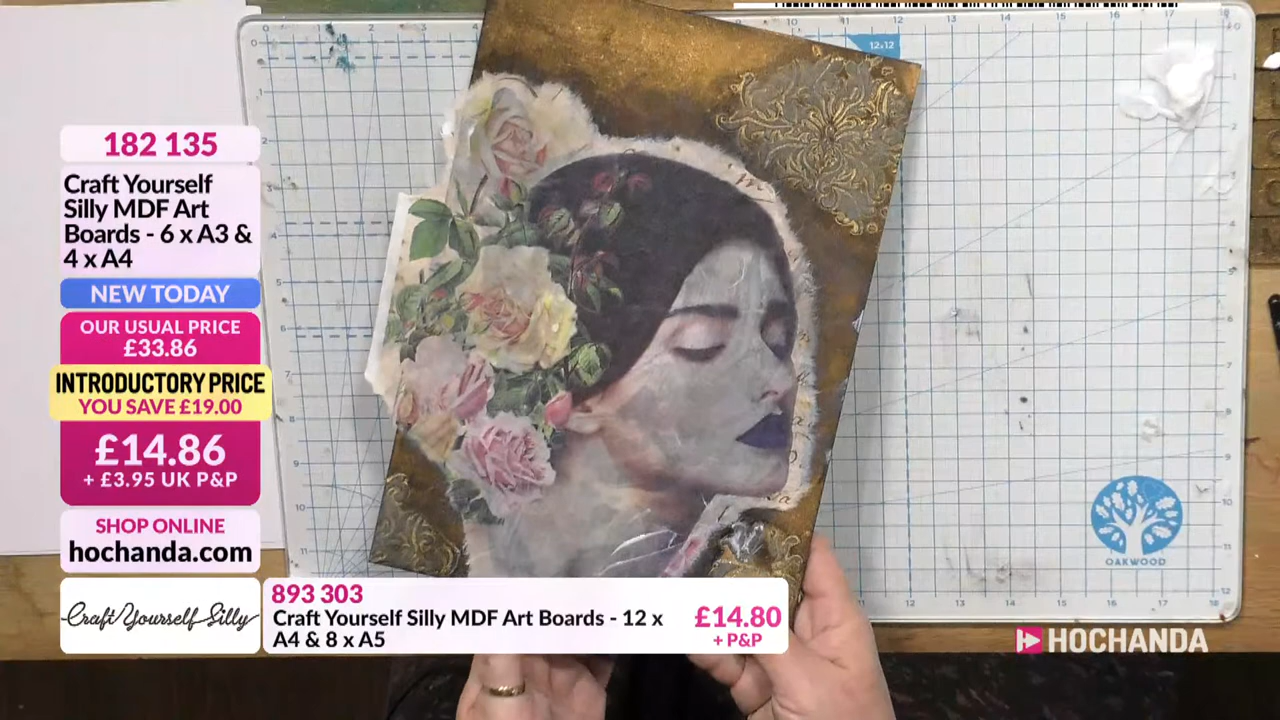 182 135
Craft Yourself
Silly MDF Art
Boards - 6 x A3 &
4 x A4
NEW TODAY
OUR USUAL PRICE
£33.86
INTRODUCTORY PRICE
YOU SAVE £19.00
£14.86
+ £3.95 UK P&P
SHOP ONLINE
hochanda.com
Craft Yourself Silly
893 303
Craft Yourself Silly MDF Art Boards - 12 x
A4 & 8 x A5
£14.80
+ P&P
12x12
OAKWOOD
HOCHANDA